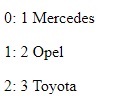 0: 1 Mercedes
1: 2 Opel
2: 3 Toyota